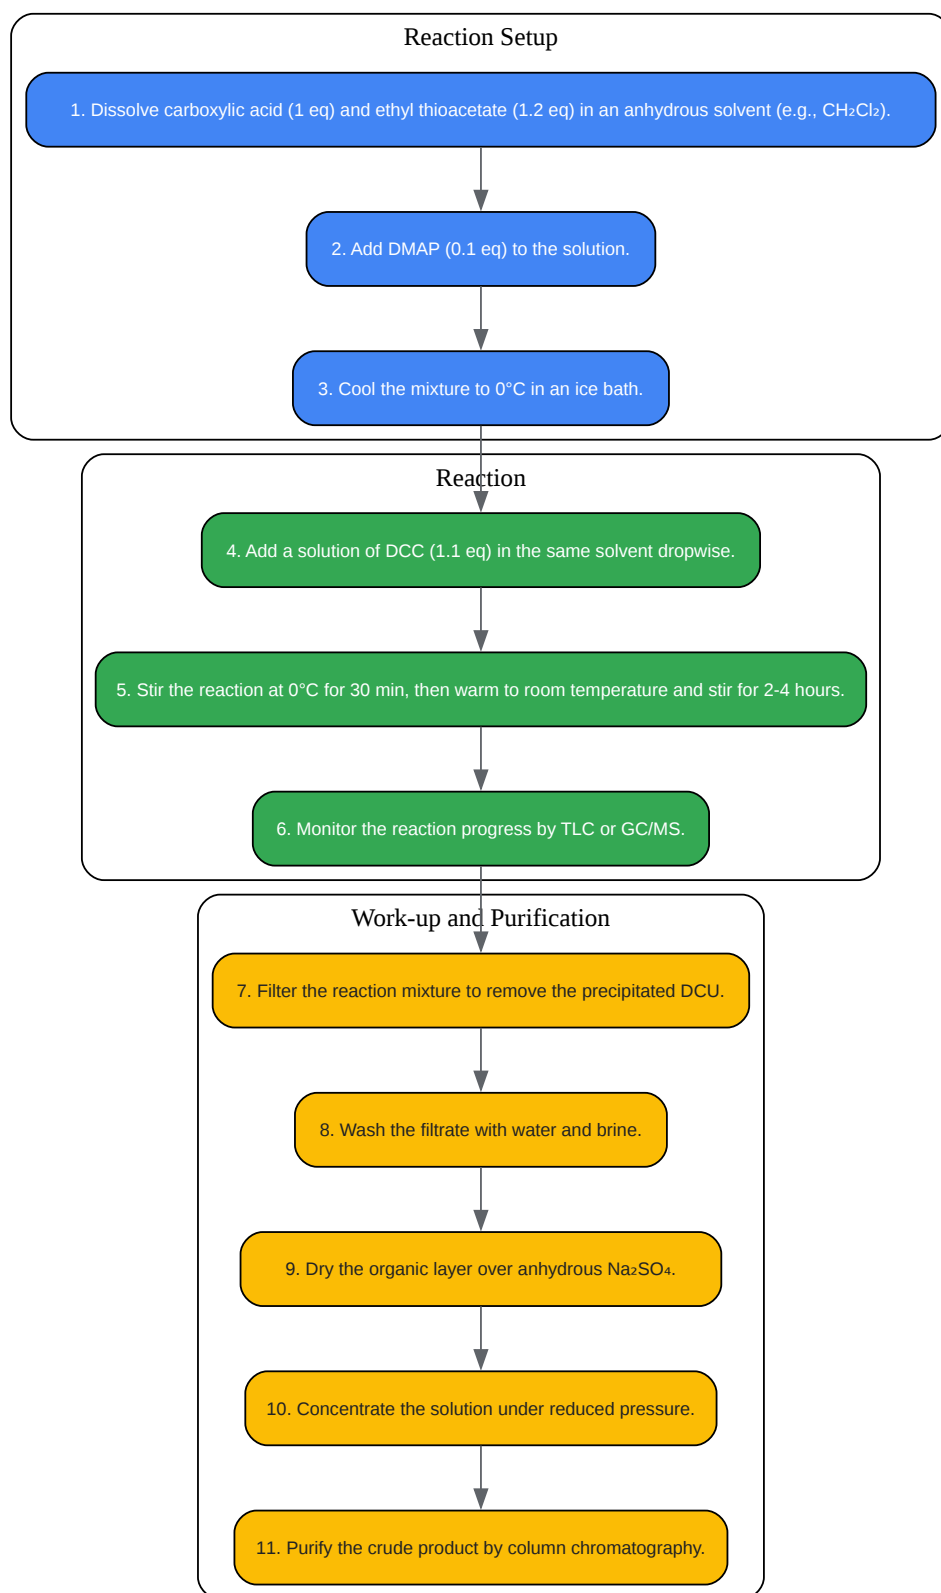 Reaction Setup
1. Dissolve carboxylic acid (1 eq) and ethyl thioacetate (1.2 eq) in an anhydrous solvent (e.g., CH₂Cl₂).
2. Add DMAP (0.1 eq) to the solution.
3. Cool the mixture to 0°C in an ice bath.
Reaction
4. Add a solution of DCC (1.1 eq) in the same solvent dropwise.
5. Stir the reaction at 0°C for 30 min, then warm to room temperature and stir for 2-4 hours.
6. Monitor the reaction progress by TLC or GC/MS.
Work-up and Purification
7. Filter the reaction mixture to remove the precipitated DCU.
8. Wash the filtrate with water and brine.
9. Dry the organic layer over anhydrous Na₂SO₄.
10. Concentrate the solution under reduced pressure.
11. Purify the crude product by column chromatography.